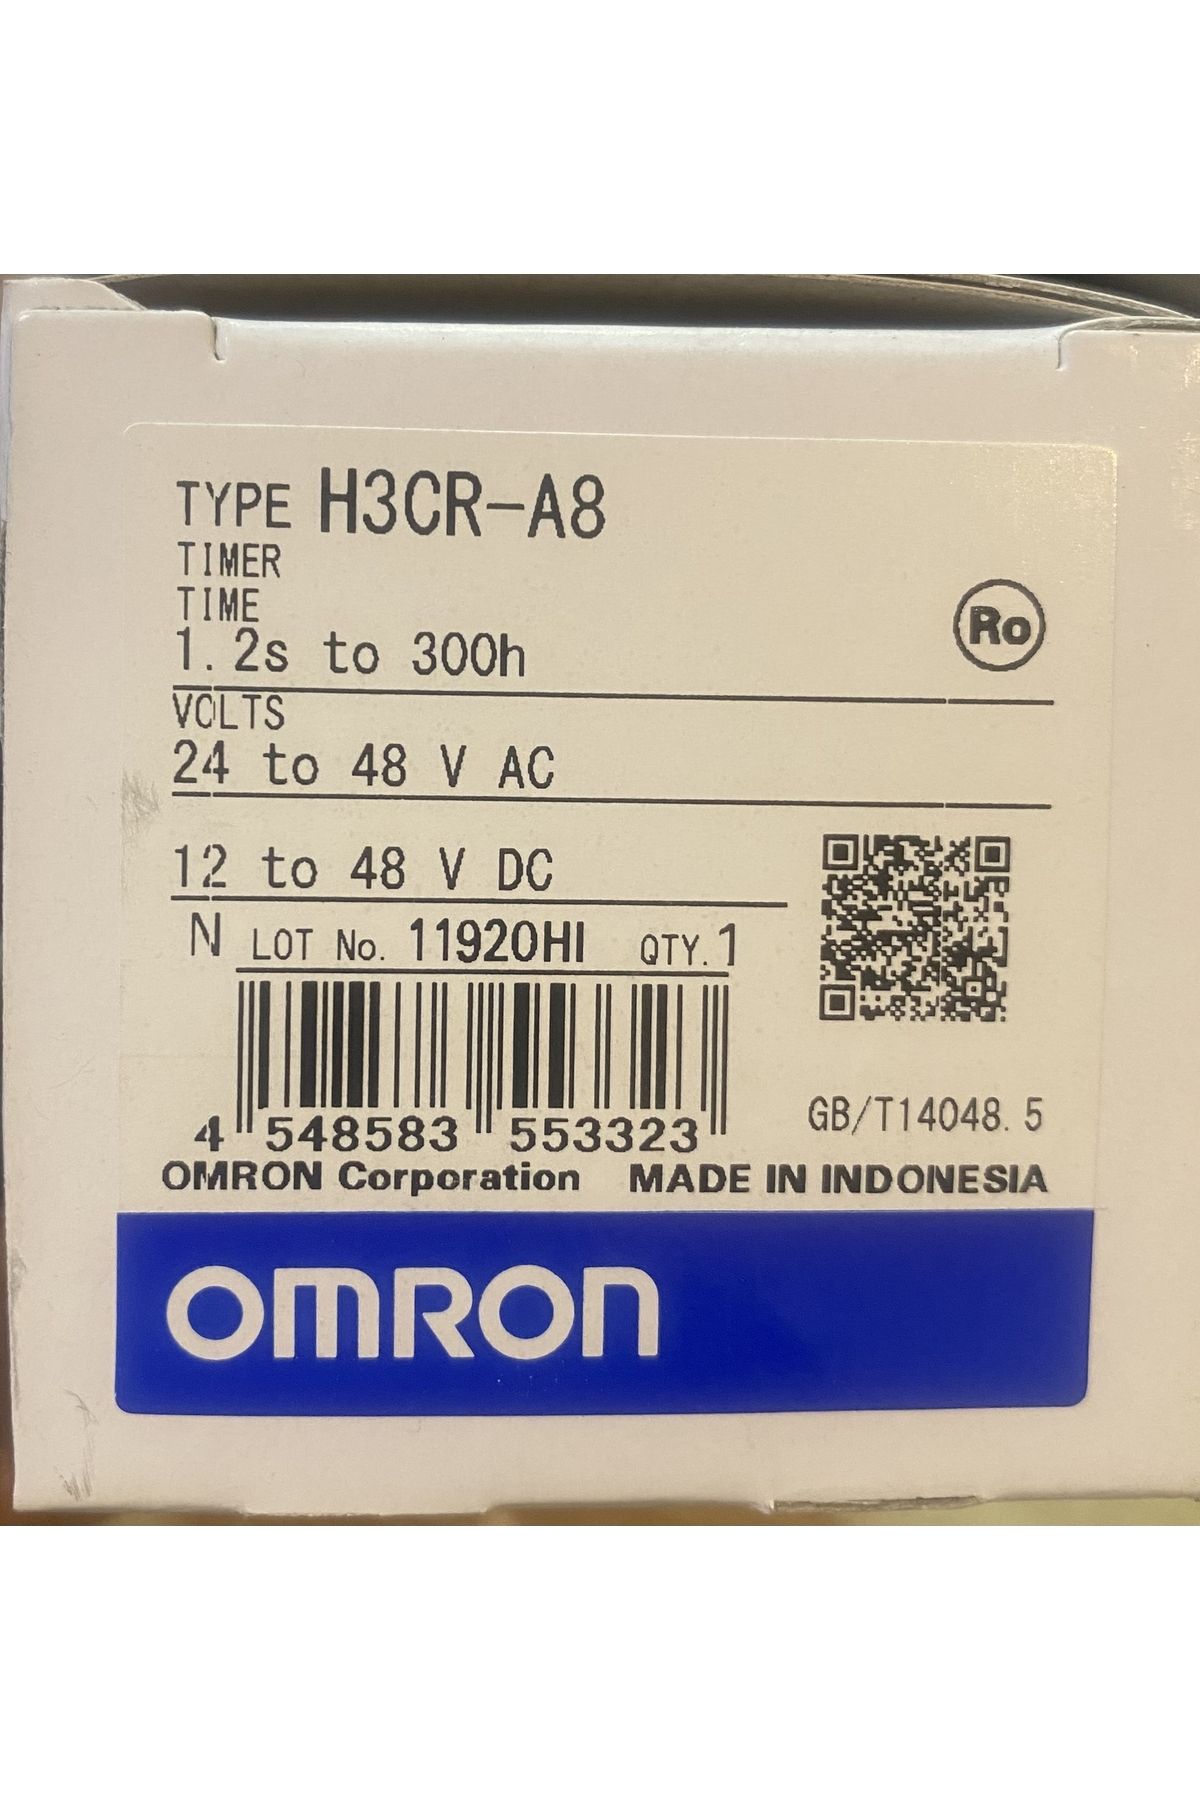 TYPE H3CR-A8
TIMER
TIME
1.2s to 300h
Ro
VOLTS
24 to 48 V AC
12 to 48 V DC
N LOT No. 11920HI QTY.1
4 548583 553323
GB/T14048.5
OMRON Corporation MADE IN INDONESIA
OMRON